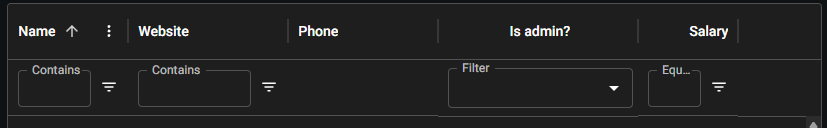 Name Website Phone Is admin? Salary
Contains Contains Filter Equ...